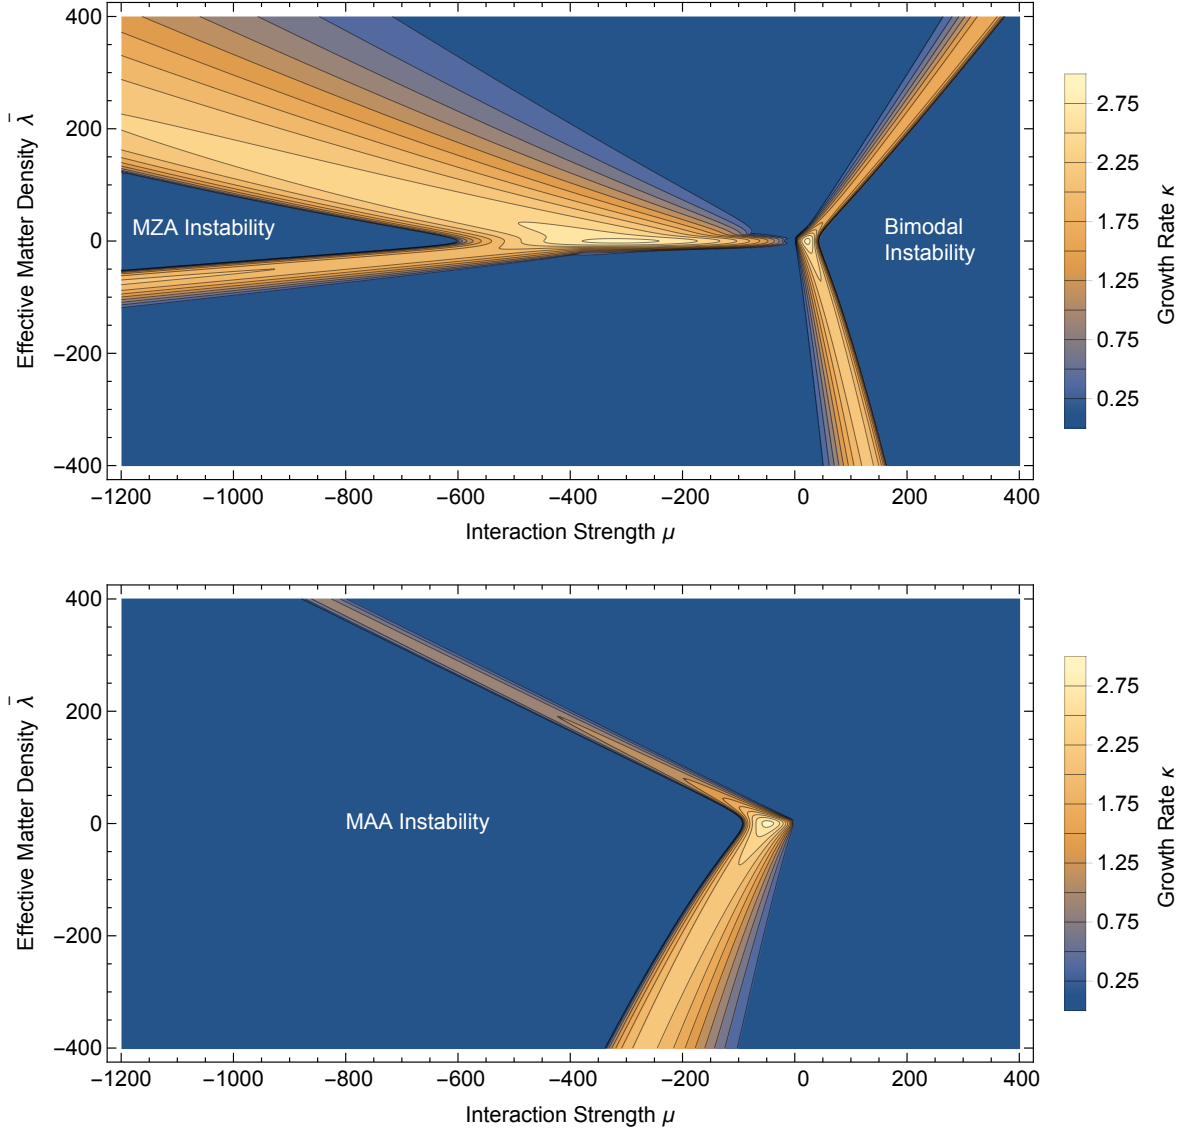 400
200
0
−200
−400
Effective Matter Density λ̄
MZA Instability
Bimodal
Instability
−1200 −1000 −800 −600 −400 −200 0 200 400
Interaction Strength μ
2.75
2.25
1.75
1.25
0.75
0.25
Growth Rate κ
400
200
0
−200
−400
Effective Matter Density λ̄
MAA Instability
−1200 −1000 −800 −600 −400 −200 0 200 400
Interaction Strength μ
2.75
2.25
1.75
1.25
0.75
0.25
Growth Rate κ